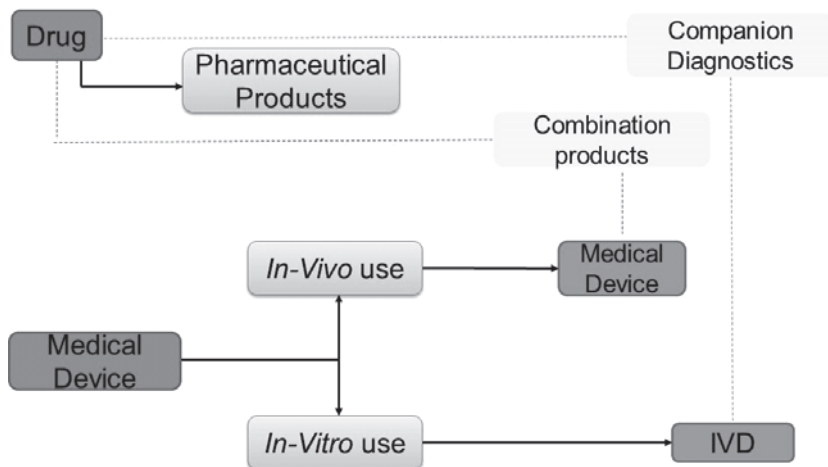 Drug
Companion
Diagnostics
Pharmaceutical
Products
Combination
products
In-Vivo use
Medical
Device
Medical
Device
In-Vitro use
IVD